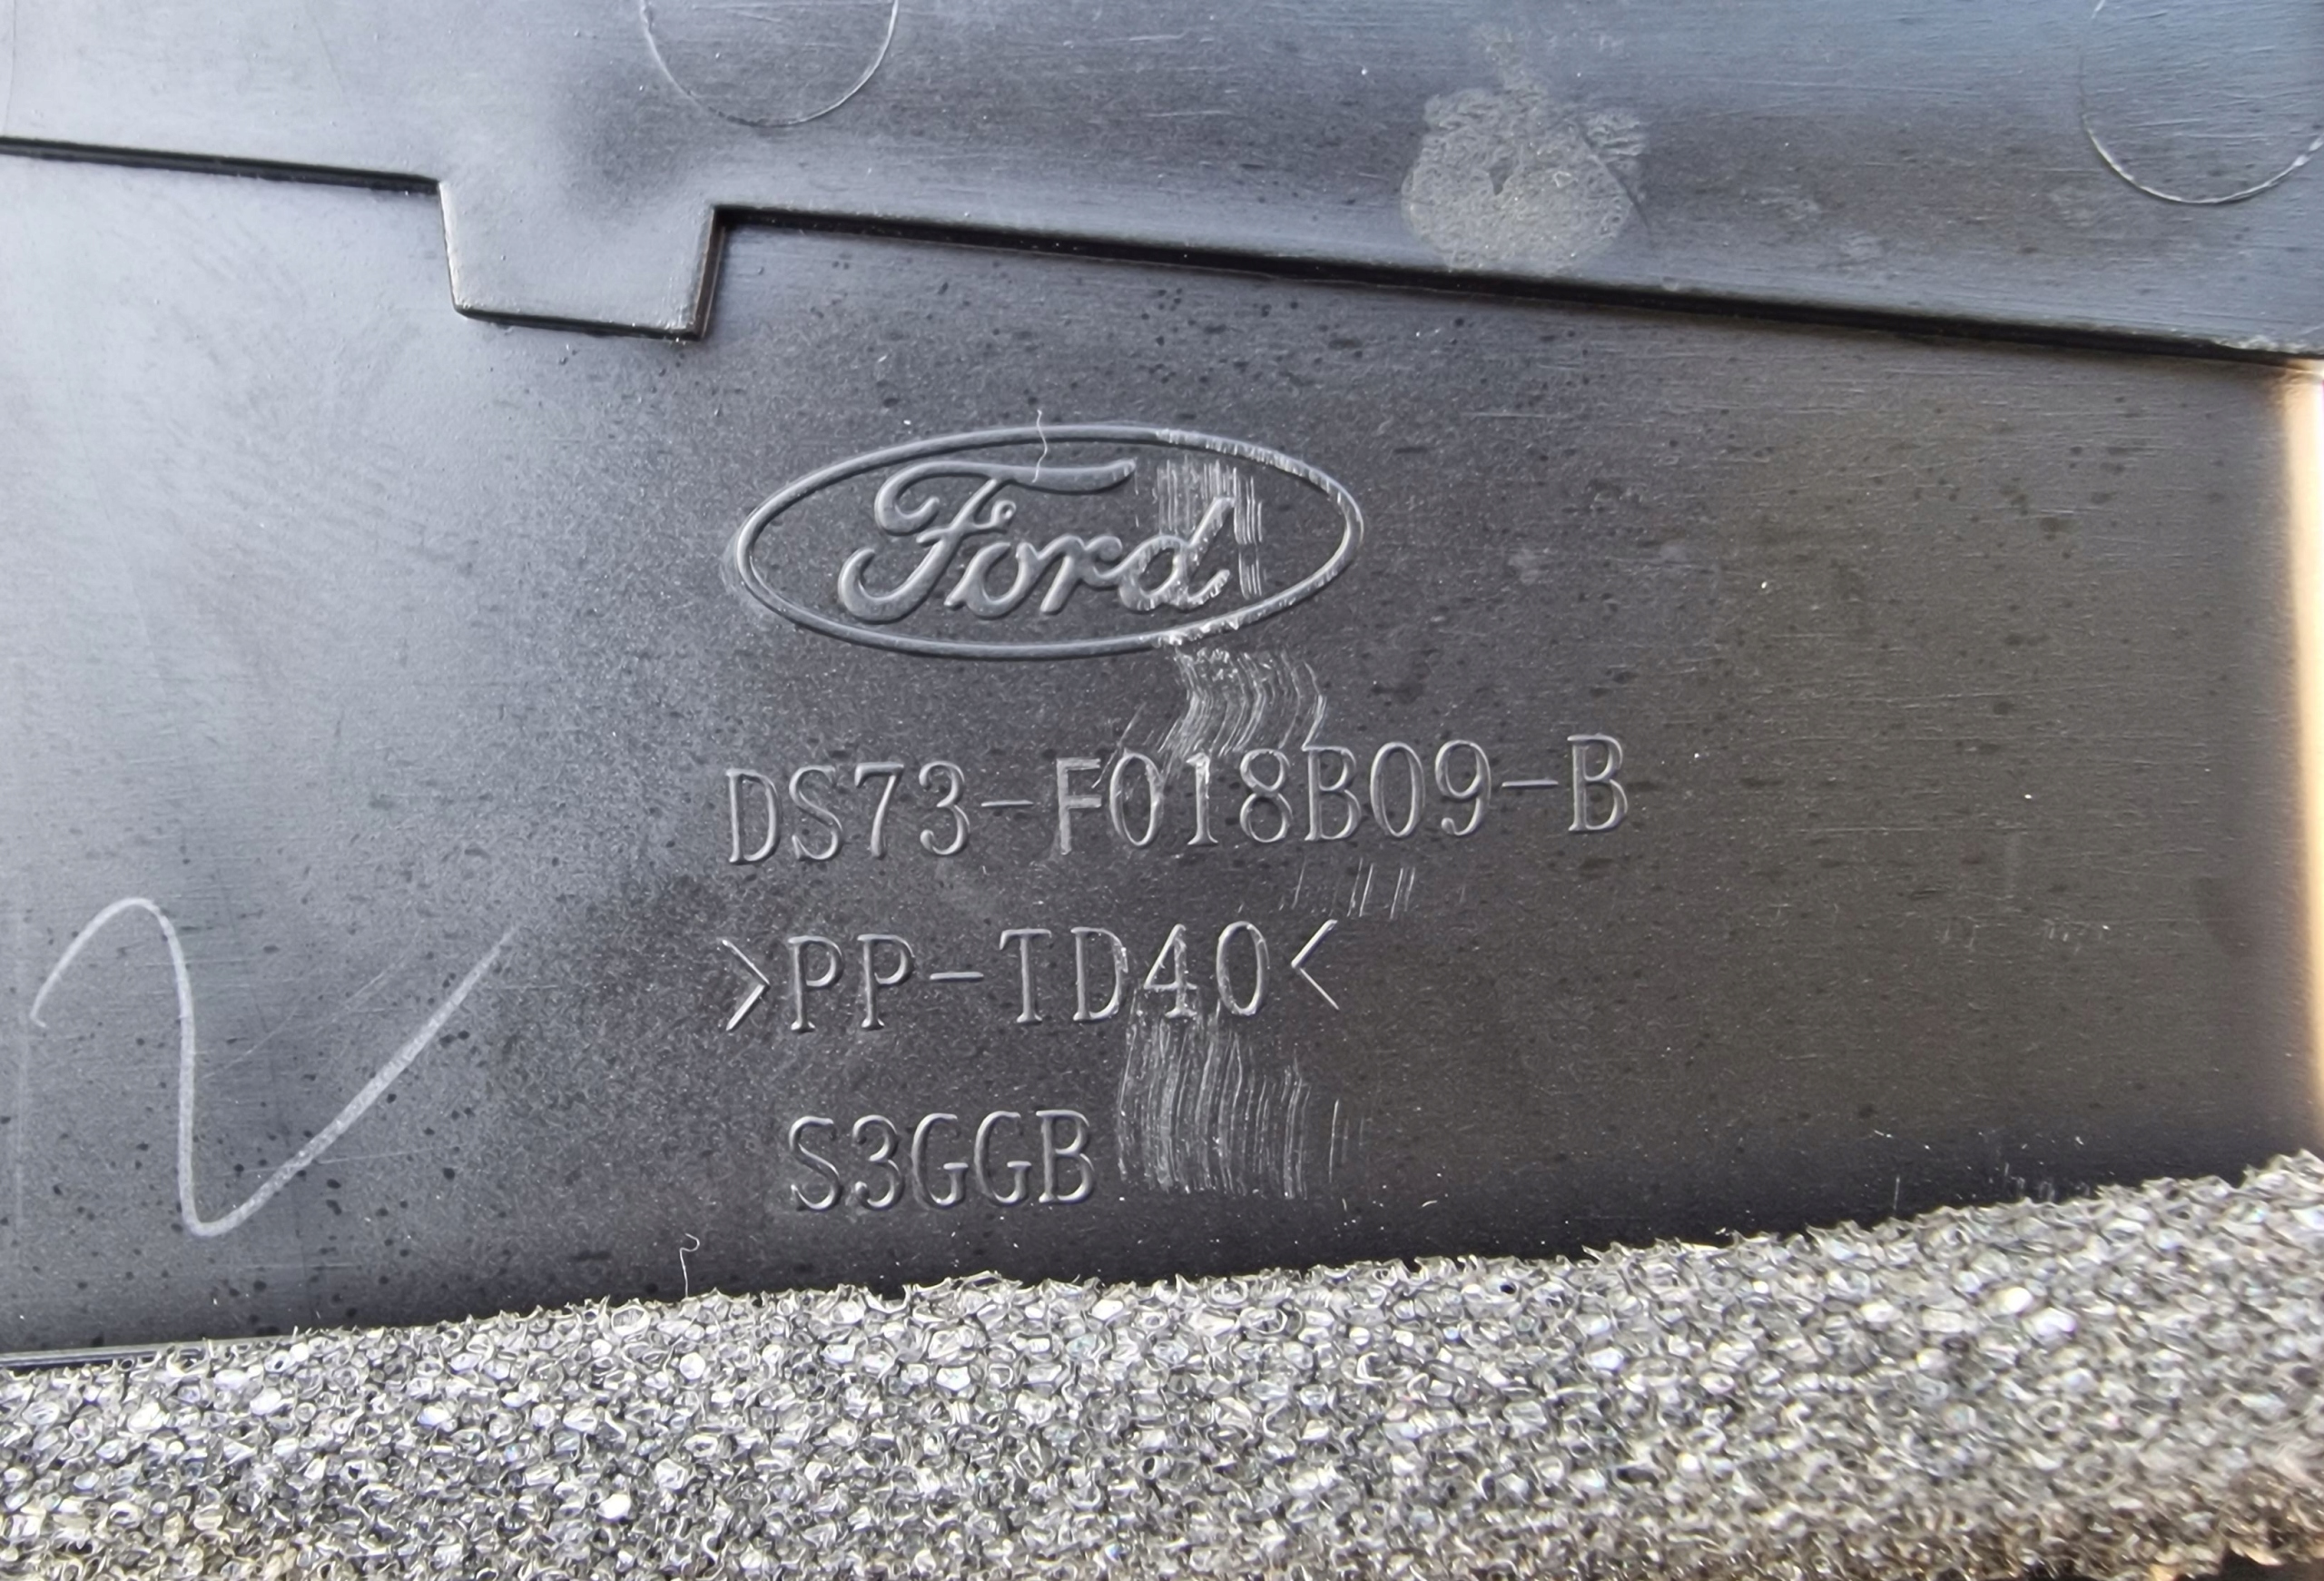 Ford
DS73-F018B09-B
>PP-TD40<
S3GGB